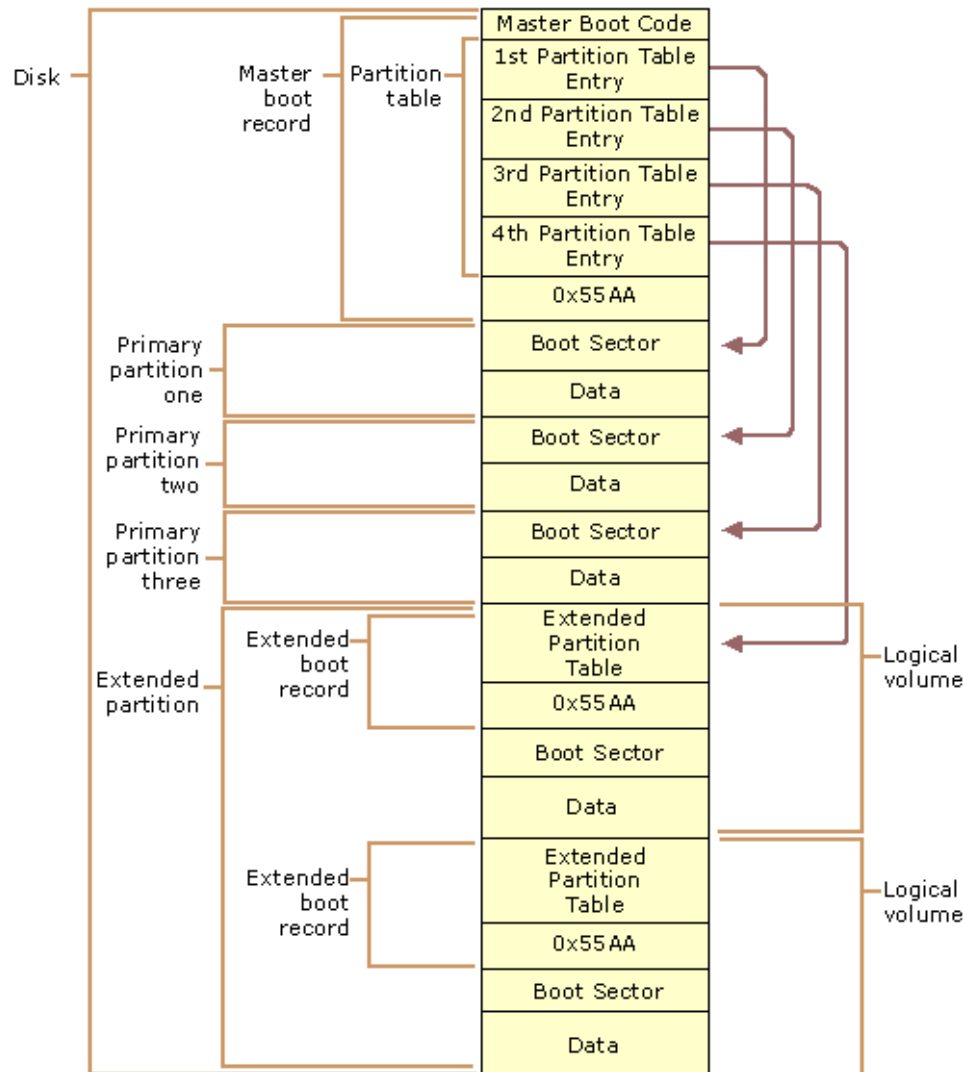 Master Boot Code
1st Partition Table
Entry
2nd Partition Table
Entry
3rd Partition Table
Entry
4th Partition Table
Entry
0x55AA
Boot Sector
Data
Boot Sector
Data
Boot Sector
Data
Extended
Partition
Table
0x55AA
Boot Sector
Data
Extended
Partition
Table
0x55AA
Boot Sector
Data
Disk
Master
boot
record
Partition
table
Primary
partition
one
Primary
partition
two
Primary
partition
three
Extended
partition
Extended
boot
record
Extended
boot
record
Logical
volume
Logical
volume